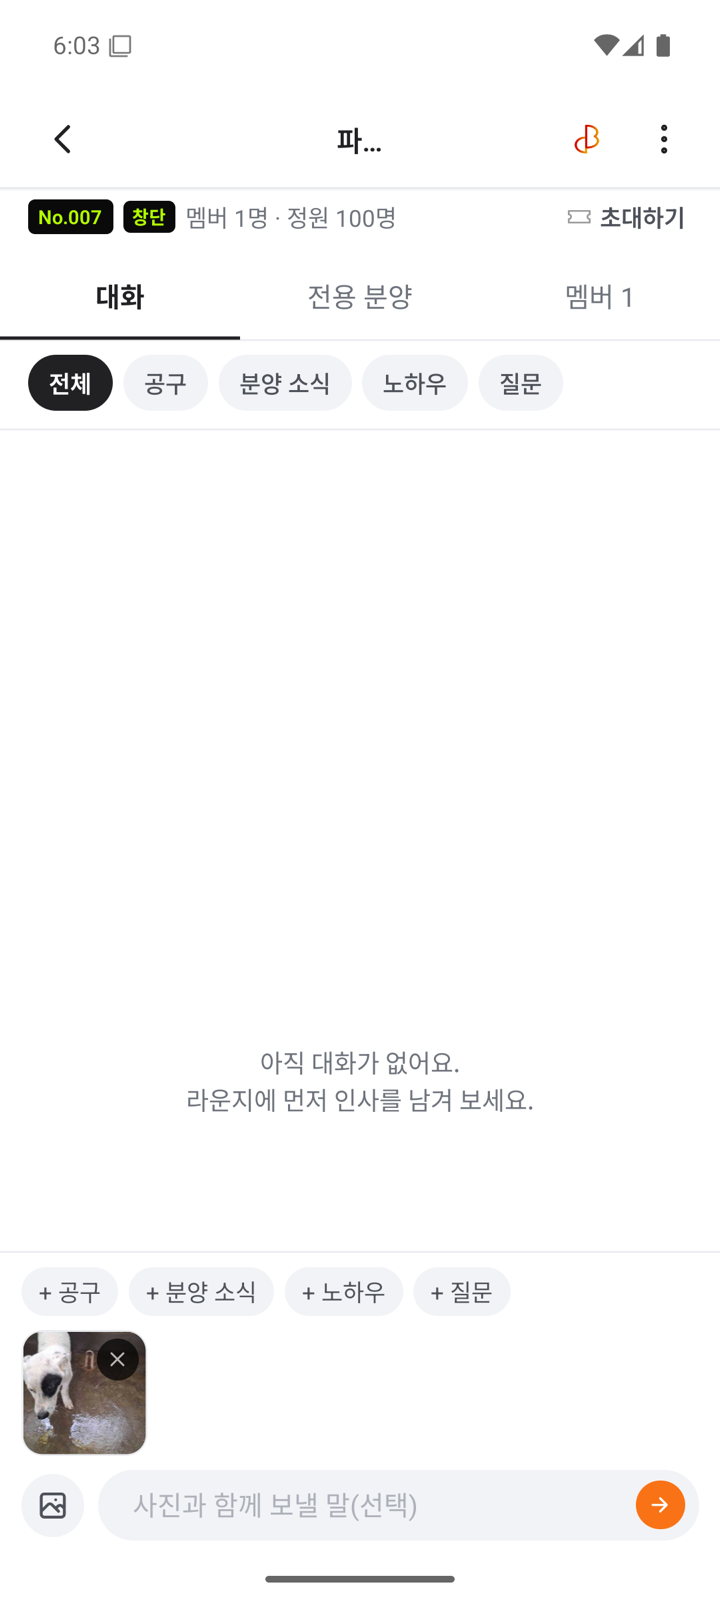 6:03
파...
No.007 창단 멤버 1명 · 정원 100명 초대하기
대화 전용 분양 멤버 1
전체 공구 분양 소식 노하우 질문
아직 대화가 없어요.
라운지에 먼저 인사를 남겨 보세요.
+ 공구 + 분양 소식 + 노하우 + 질문
사진과 함께 보낼 말(선택)